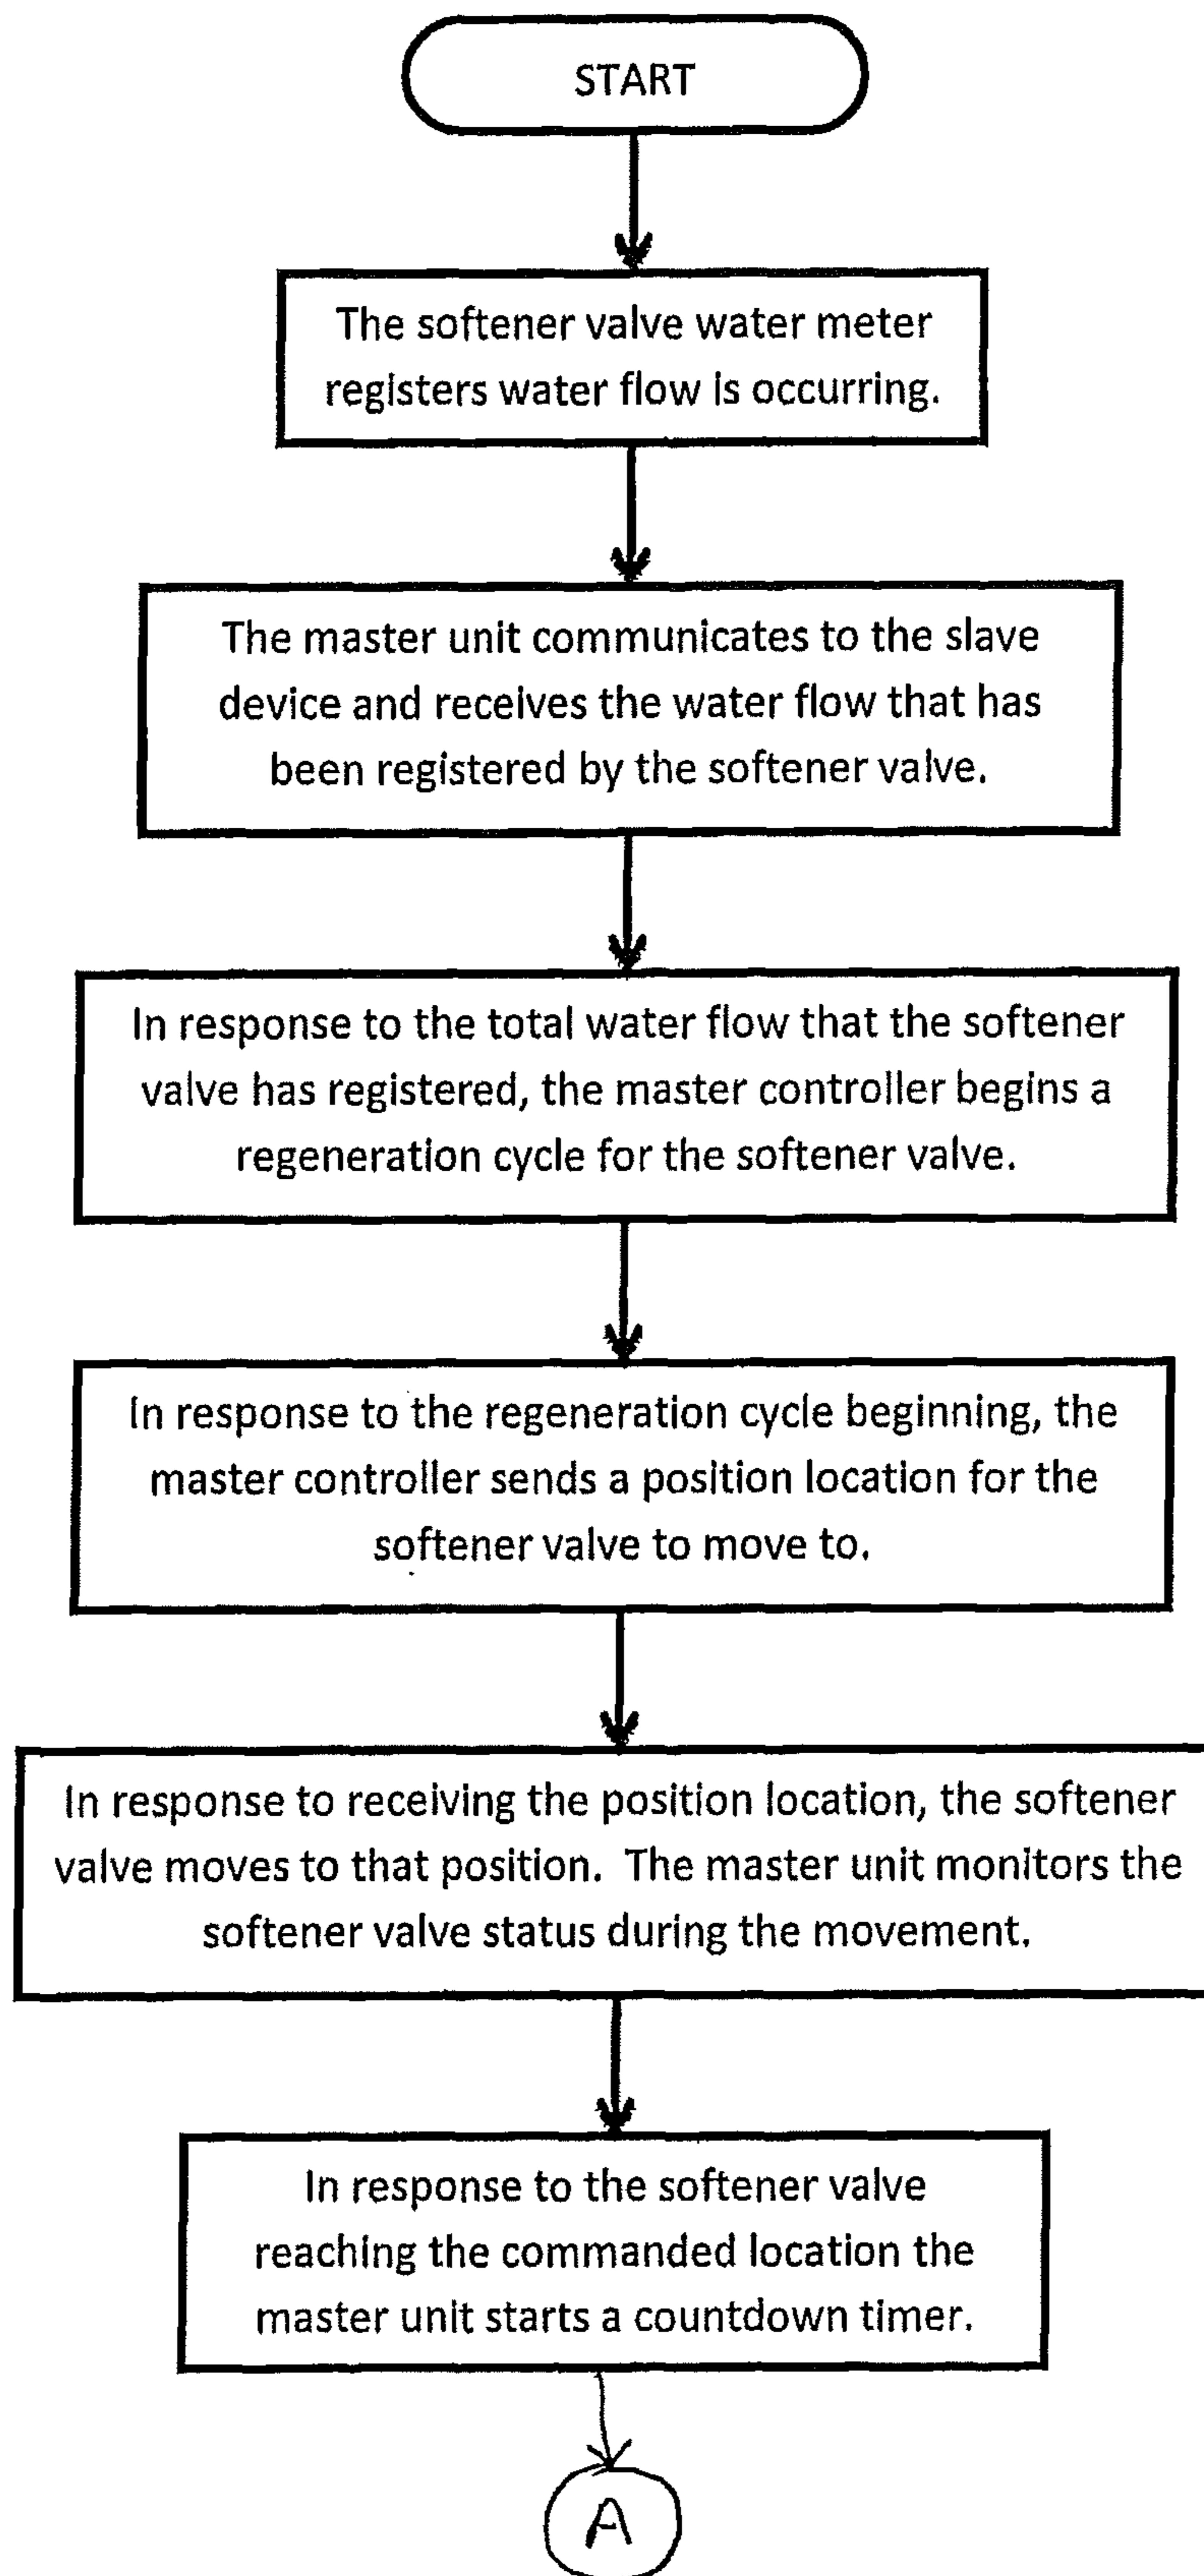 START
The softener valve water meter
registers water flow is occurring.
The master unit communicates to the slave
device and receives the water flow that has
been registered by the softener valve.
In response to the total water flow that the softener
valve has registered, the master controller begins a
regeneration cycle for the softener valve.
In response to the regeneration cycle beginning, the
master controller sends a position location for the
softener valve to move to.
In response to receiving the position location, the softener
valve moves to that position.  The master unit monitors the
softener valve status during the movement.
In response to the softener valve
reaching the commanded location the
master unit starts a countdown timer.
A